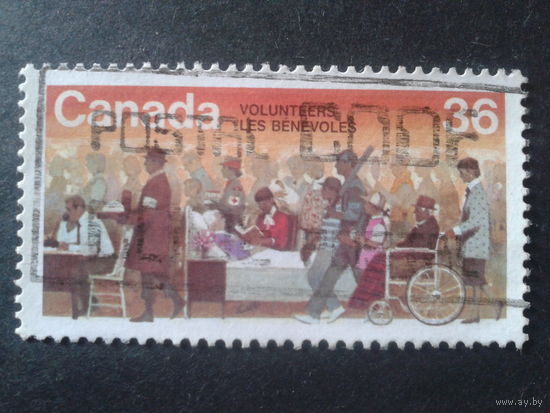 Canada
VOLUNTEERS
LES BÉNÉVOLES
36
POSTAL CODE
www.ay.by